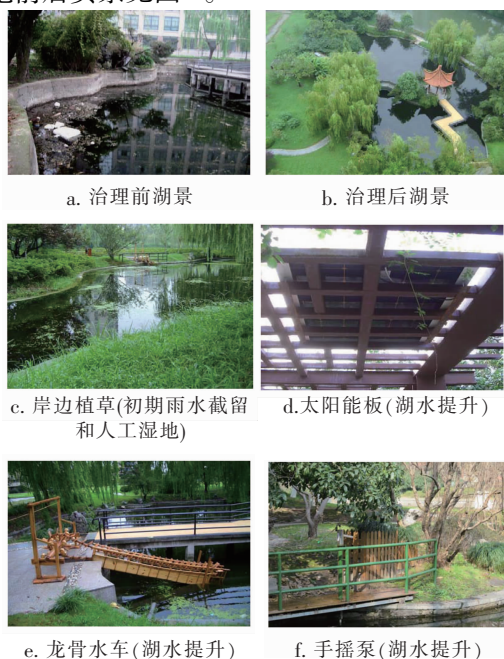 a. 治理前湖景
b. 治理后湖景
c. 岸边植草(初期雨水截留
和人工湿地)
d.太阳能板(湖水提升)
e. 龙骨水车(湖水提升)
f. 手摇泵(湖水提升)